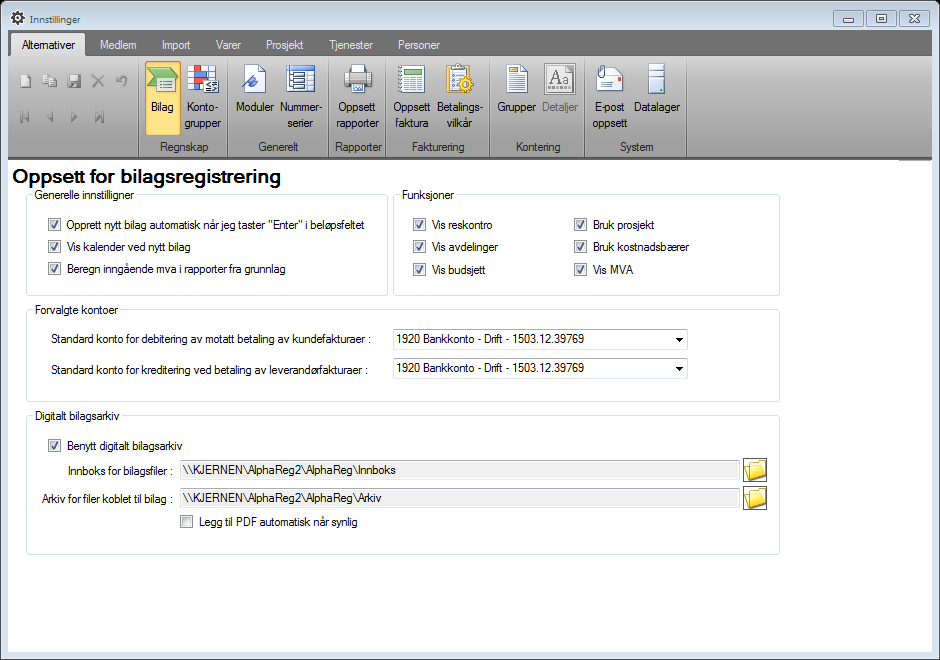 Innstillinger
Alternativer Medlem Import Varer Prosjekt Tjenester Personer
Bilag Konto- Moduler Nummer- Oppsett Oppsett Betalings- Grupper Detaljer E-post Datalager
grupper serier rapporter faktura vilkår oppsett
Regnskap Generelt Rapporter Fakturering Kontering System
Oppsett for bilagsregistrering
Generelle innstilligner
Opprett nytt bilag automatisk når jeg taster "Enter" i beløpsfeltet
Vis kalender ved nytt bilag
Beregn inngående mva i rapporter fra grunnlag
Funksjoner
Vis reskontro Bruk prosjekt
Vis avdelinger Bruk kostnadsbærer
Vis budsjett Vis MVA
Forvalgte kontoer
Standard konto for debitering av motatt betaling av kundefakturaer : 1920 Bankkonto - Drift - 1503.12.39769
Standard konto for kreditering ved betaling av leverandørfakturaer : 1920 Bankkonto - Drift - 1503.12.39769
Digitalt bilagsarkiv
Benytt digitalt bilagsarkiv
Innboks for bilagsfiler : \\KJERNEN\AlphaReg2\AlphaReg\Innboks
Arkiv for filer koblet til bilag : \\KJERNEN\AlphaReg2\AlphaReg\Arkiv
Legg til PDF automatisk når synlig